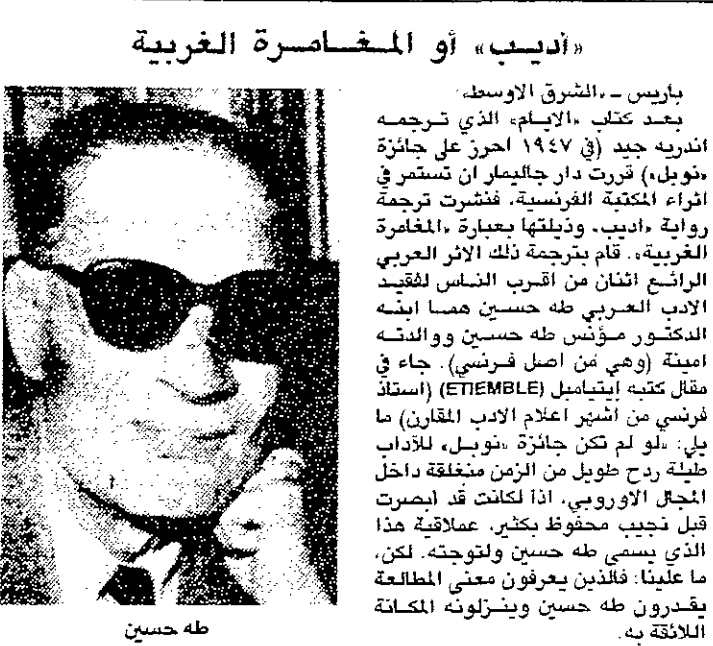 «أديب» أو المغامرة الغربية
باريس ـ «الشرق الاوسط»
بعد كتاب «الايام» الذي ترجمه
اندريه جيد (في ١٩٤٧ احرز على جائزة
«نوبل») قررت دار جاليمار ان تستمر في
اثراء المكتبة الفرنسية، فنشرت ترجمة
رواية «اديب»، وذيلتها بعبارة «المغامرة
الغربية». قام بترجمة ذلك الاثر العربي
الرائع اثنان من اقرب الناس لفقيد
الادب العربي طه حسين هما ابنه
الدكتور مؤنس طه حسين ووالدته
امينة (وهي من اصل فرنسي). جاء في
مقال كتبه إيتيامبل (ETIEMBLE) (استاذ
فرنسي من اشهر اعلام الادب المقارن) ما
يلي: «لو لم تكن جائزة «نوبل» للآداب
طيلة ردح طويل من الزمن منغلقة داخل
المجال الاوروبي، اذا لكانت قد ابصرت
قبل نجيب محفوظ بكثير، عملاقية هذا
الذي يسمى طه حسين ولتوجته. لكن،
ما علينا: فالذين يعرفون معنى المطالعة
يقدرون طه حسين وينزلونه المكانة
اللائقة به.
طه حسين